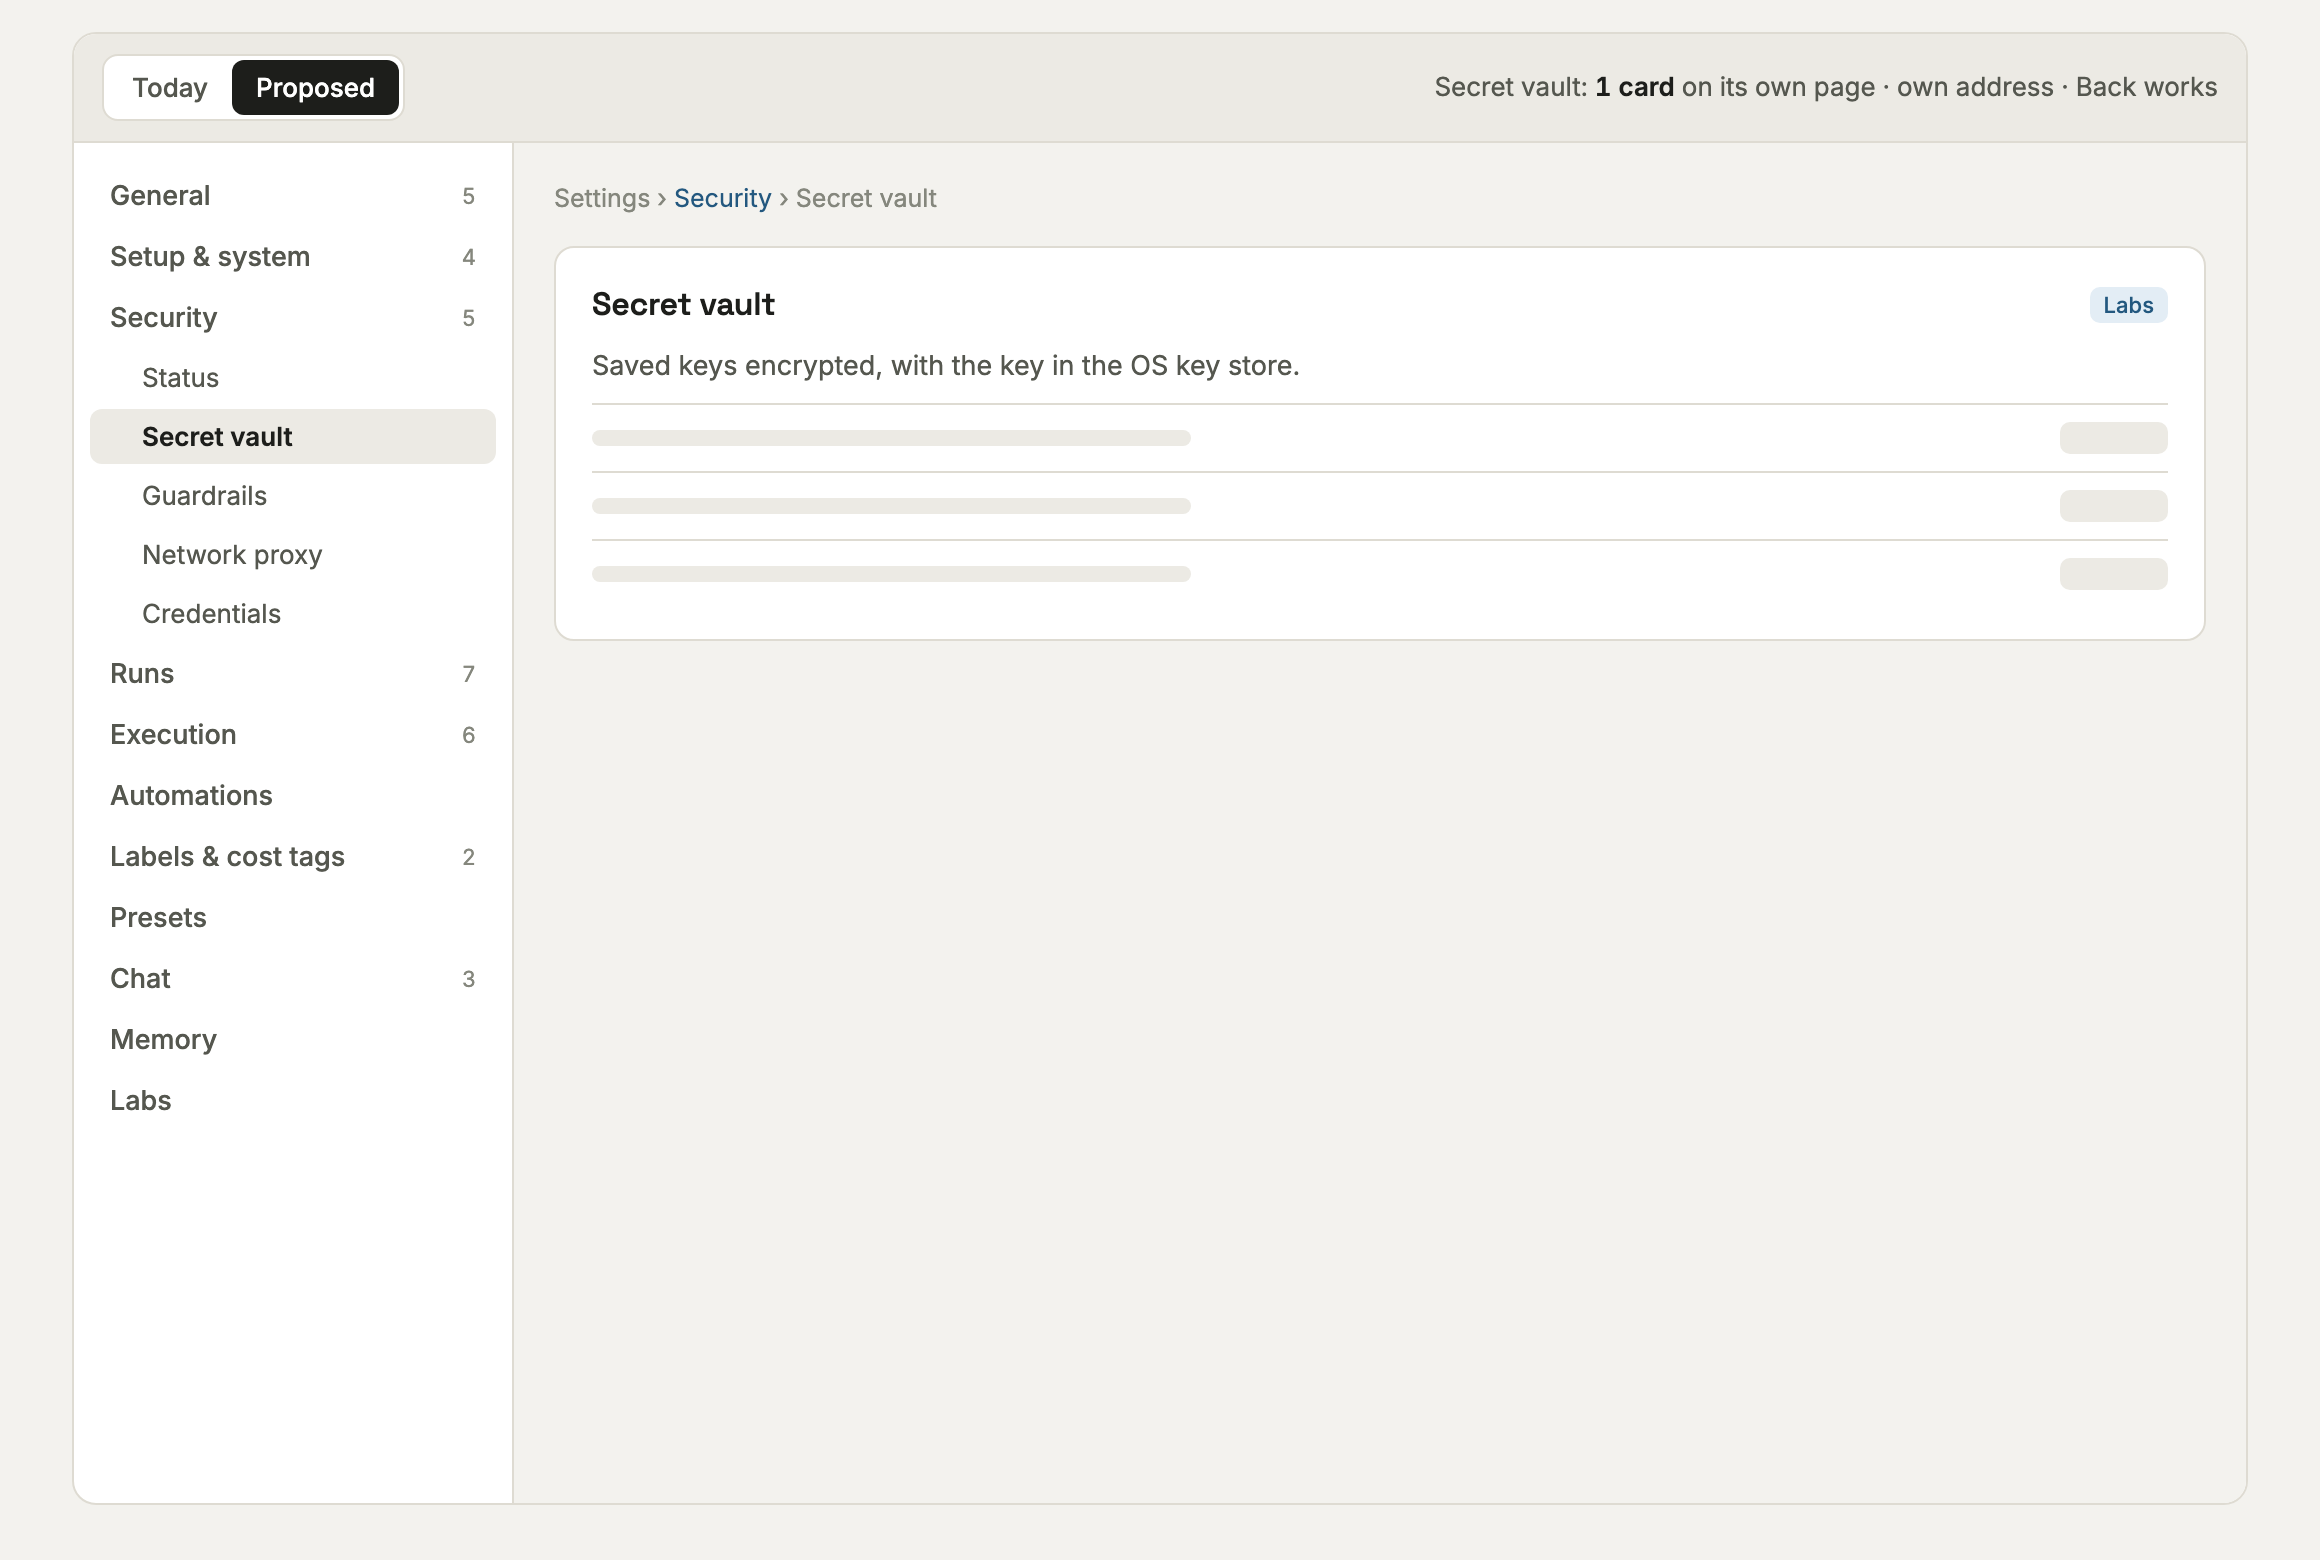 Today Proposed
Secret vault: 1 card on its own page · own address · Back works
General 5
Setup & system 4
Security 5
Status
Secret vault
Guardrails
Network proxy
Credentials
Runs 7
Execution 6
Automations
Labels & cost tags 2
Presets
Chat 3
Memory
Labs
Settings › Security › Secret vault
Secret vault Labs
Saved keys encrypted, with the key in the OS key store.